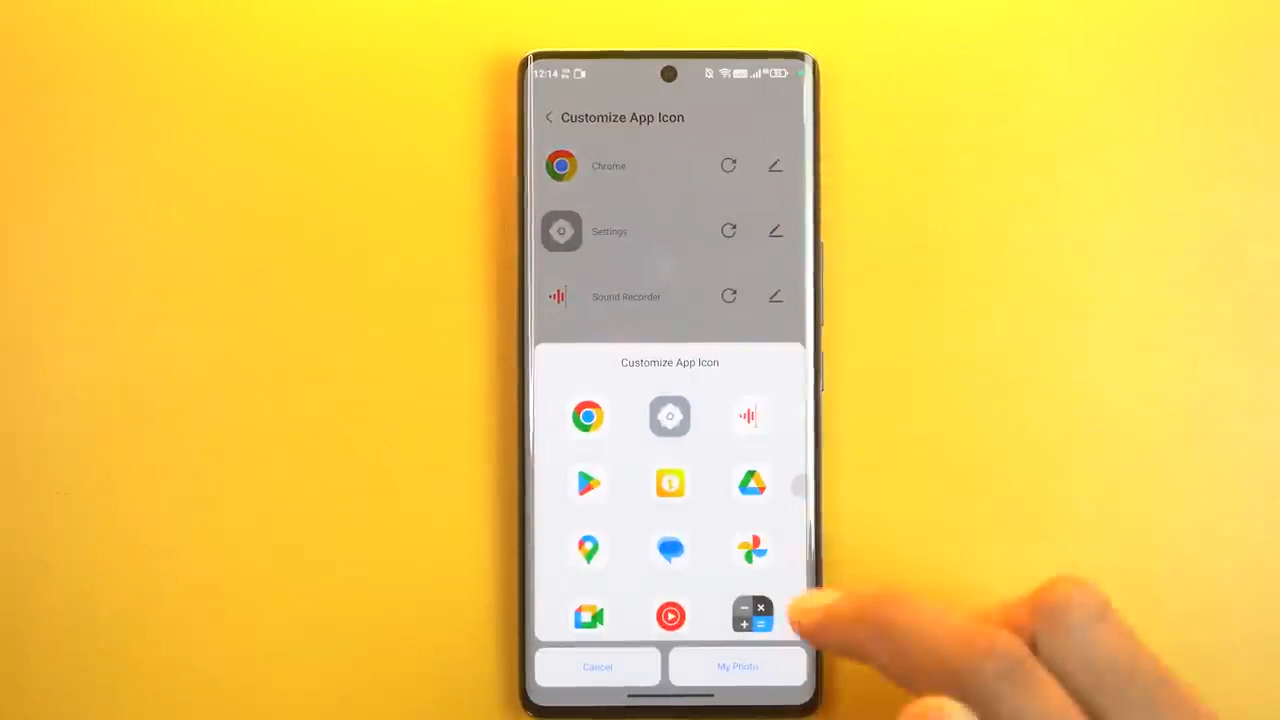 12:14
Customize App Icon
Chrome
Settings
Sound Recorder
Customize App Icon
Cancel
My Photo